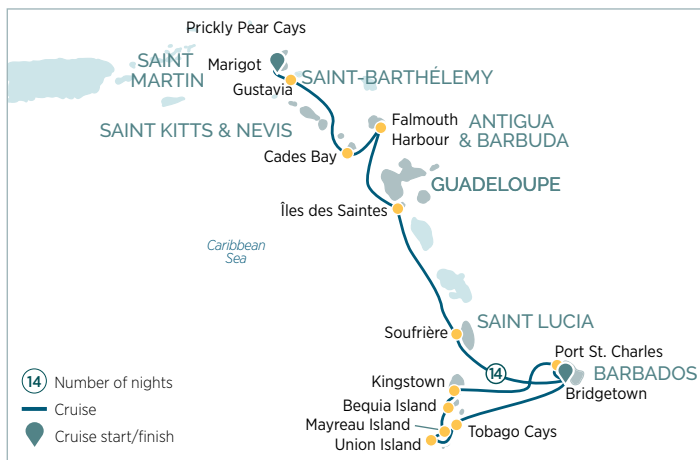 Prickly Pear Cays
SAINT
MARTIN
Marigot
SAINT-BARTHÉLEMY
Gustavia
SAINT KITTS & NEVIS
Falmouth
Harbour
ANTIGUA
& BARBUDA
Cades Bay
GUADELOUPE
Îles des Saintes
Caribbean
Sea
SAINT LUCIA
Soufrière
Port St. Charles
14
BARBADOS
Kingstown
Bridgetown
Bequia Island
Mayreau Island
Tobago Cays
Union Island
14 Number of nights
Cruise
Cruise start/finish